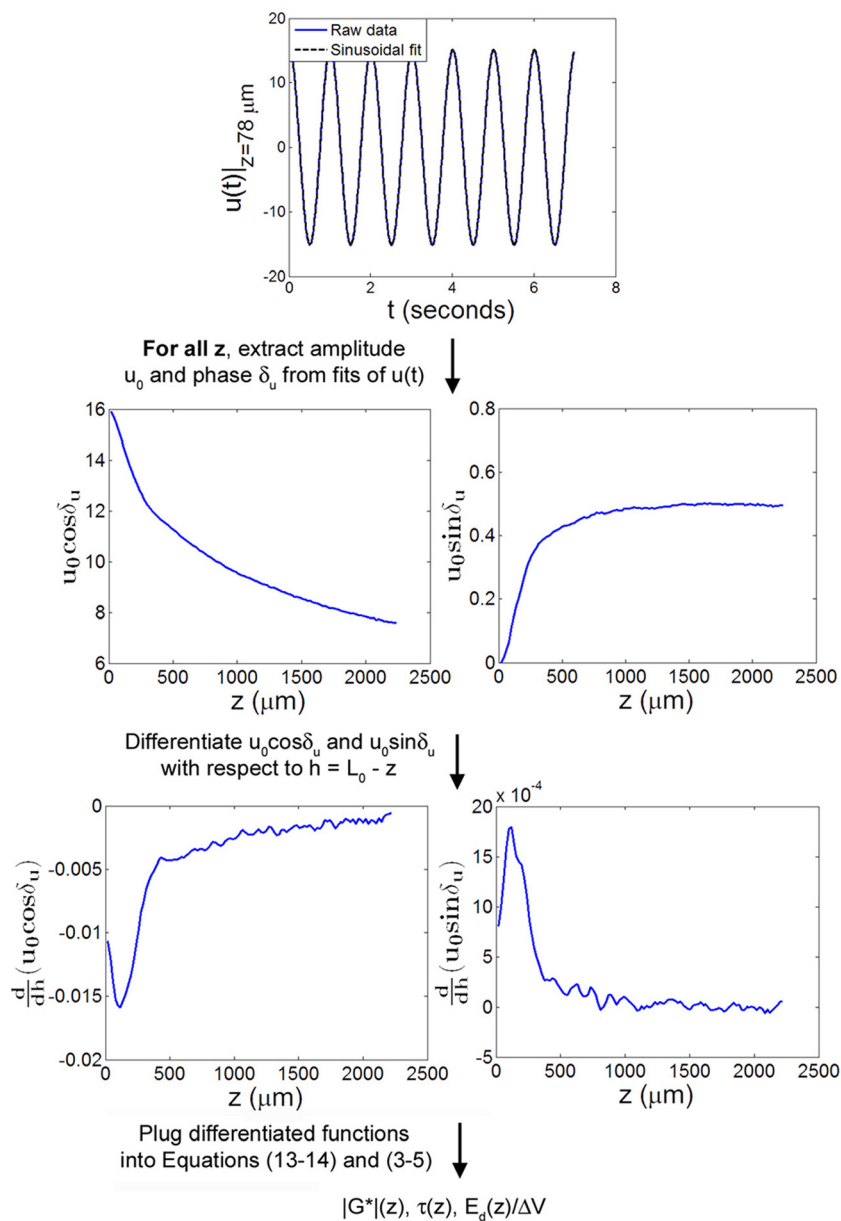 20
Raw data
Sinusoidal fit
10
0
-10
-20
u(t)|z=78 μm
0 2 4 6 8
t (seconds)
For all z, extract amplitude
u0 and phase δu from fits of u(t)
16
14
12
10
8
6
u0cosδu
0 500 1000 1500 2000 2500
z (μm)
0.8
0.6
0.4
0.2
0
u0sinδu
0 500 1000 1500 2000 2500
z (μm)
Differentiate u0cosδu and u0sinδu
with respect to h = L0 - z
0
-0.005
-0.01
-0.015
-0.02
d/dh(u0cosδu)
0 500 1000 1500 2000 2500
z (μm)
x 10-4
20
15
10
5
0
-5
d/dh(u0sinδu)
0 500 1000 1500 2000 2500
z (μm)
Plug differentiated functions
into Equations (13-14) and (3-5)
|G*|(z), τ(z), Ed(z)/ΔV